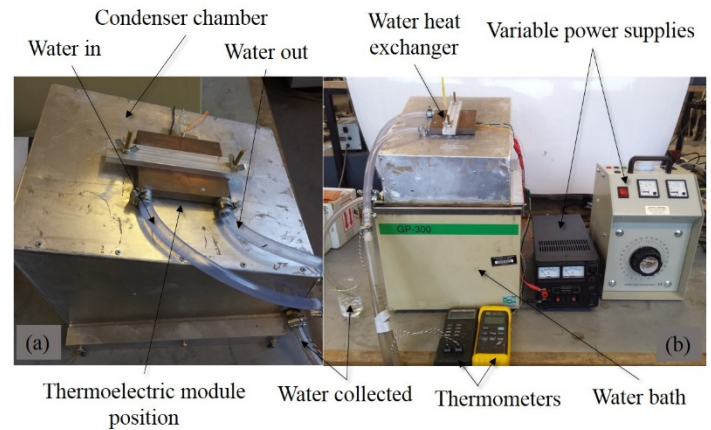 Condenser chamber
Water in
Water out
Water heat
exchanger
Variable power supplies
GP-300
(a)
(b)
Thermoelectric module
position
Water collected
Thermometers
Water bath